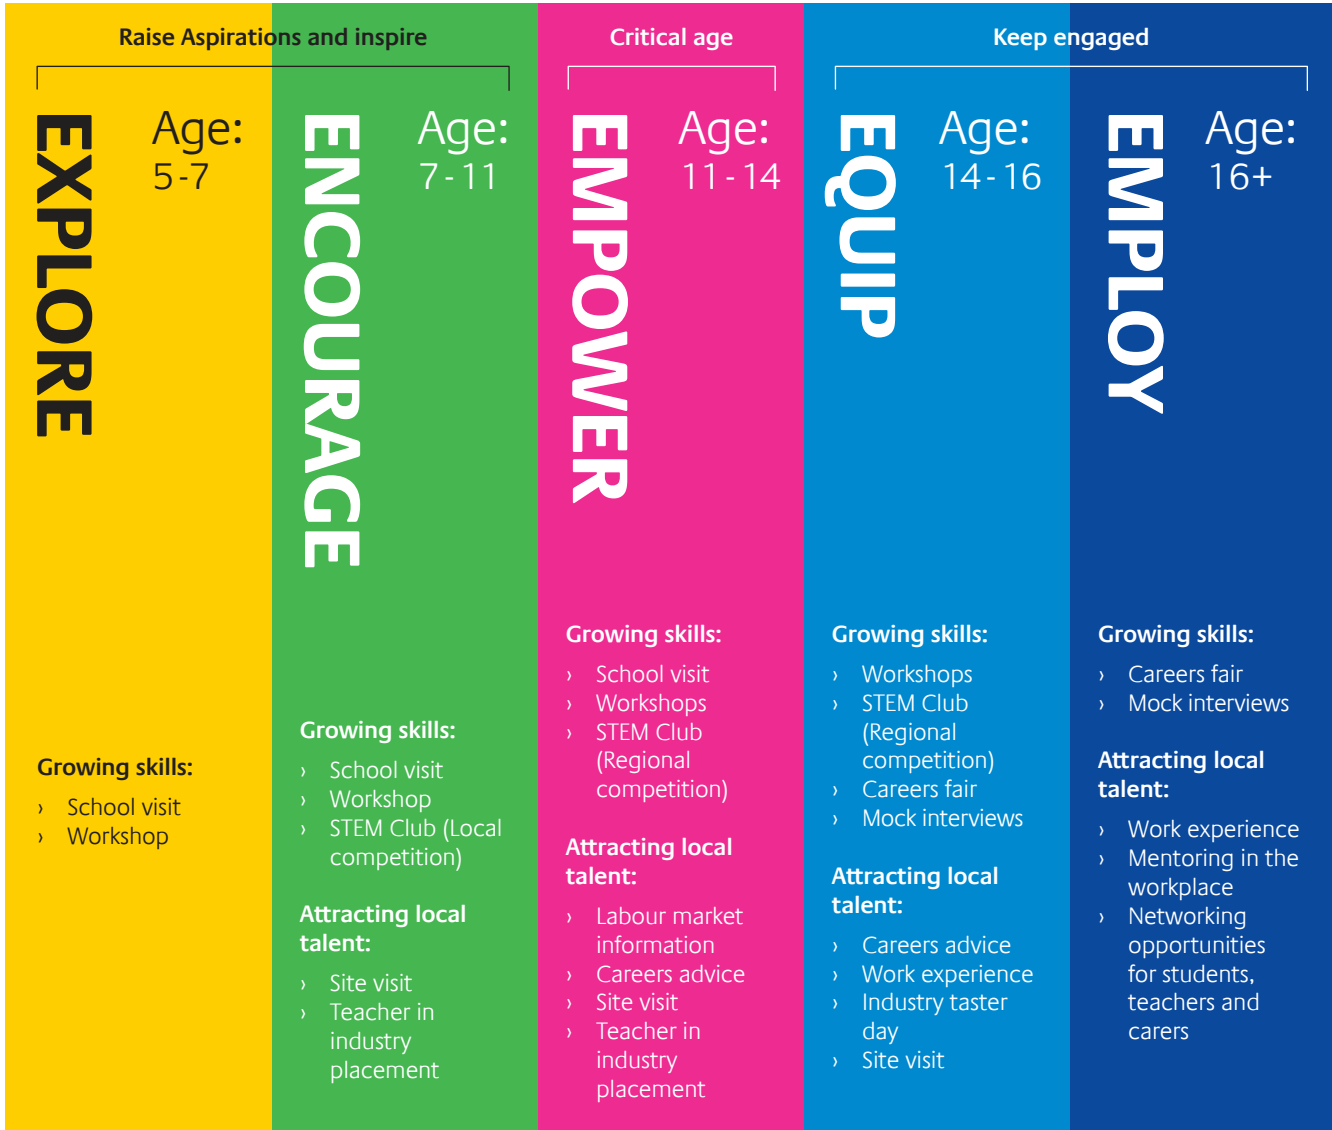 Raise Aspirations and inspire
EXPLORE
Age:
5-7
Growing skills:
› School visit
› Workshop
ENCOURAGE
Age:
7-11
Growing skills:
› School visit
› Workshop
› STEM Club (Local
competition)
Attracting local
talent:
› Site visit
› Teacher in
industry
placement
Critical age
EMPOWER
Age:
11-14
Growing skills:
› School visit
› Workshops
› STEM Club
(Regional
competition)
Attracting local
talent:
› Labour market
information
› Careers advice
› Site visit
› Teacher in
industry
placement
Keep engaged
EQUIP
Age:
14-16
Growing skills:
› Workshops
› STEM Club
(Regional
competition)
› Careers fair
› Mock interviews
Attracting local
talent:
› Careers advice
› Work experience
› Industry taster
day
› Site visit
EMPLOY
Age:
16+
Growing skills:
› Careers fair
› Mock interviews
Attracting local
talent:
› Work experience
› Mentoring in the
workplace
› Networking
opportunities
for students,
teachers and
carers